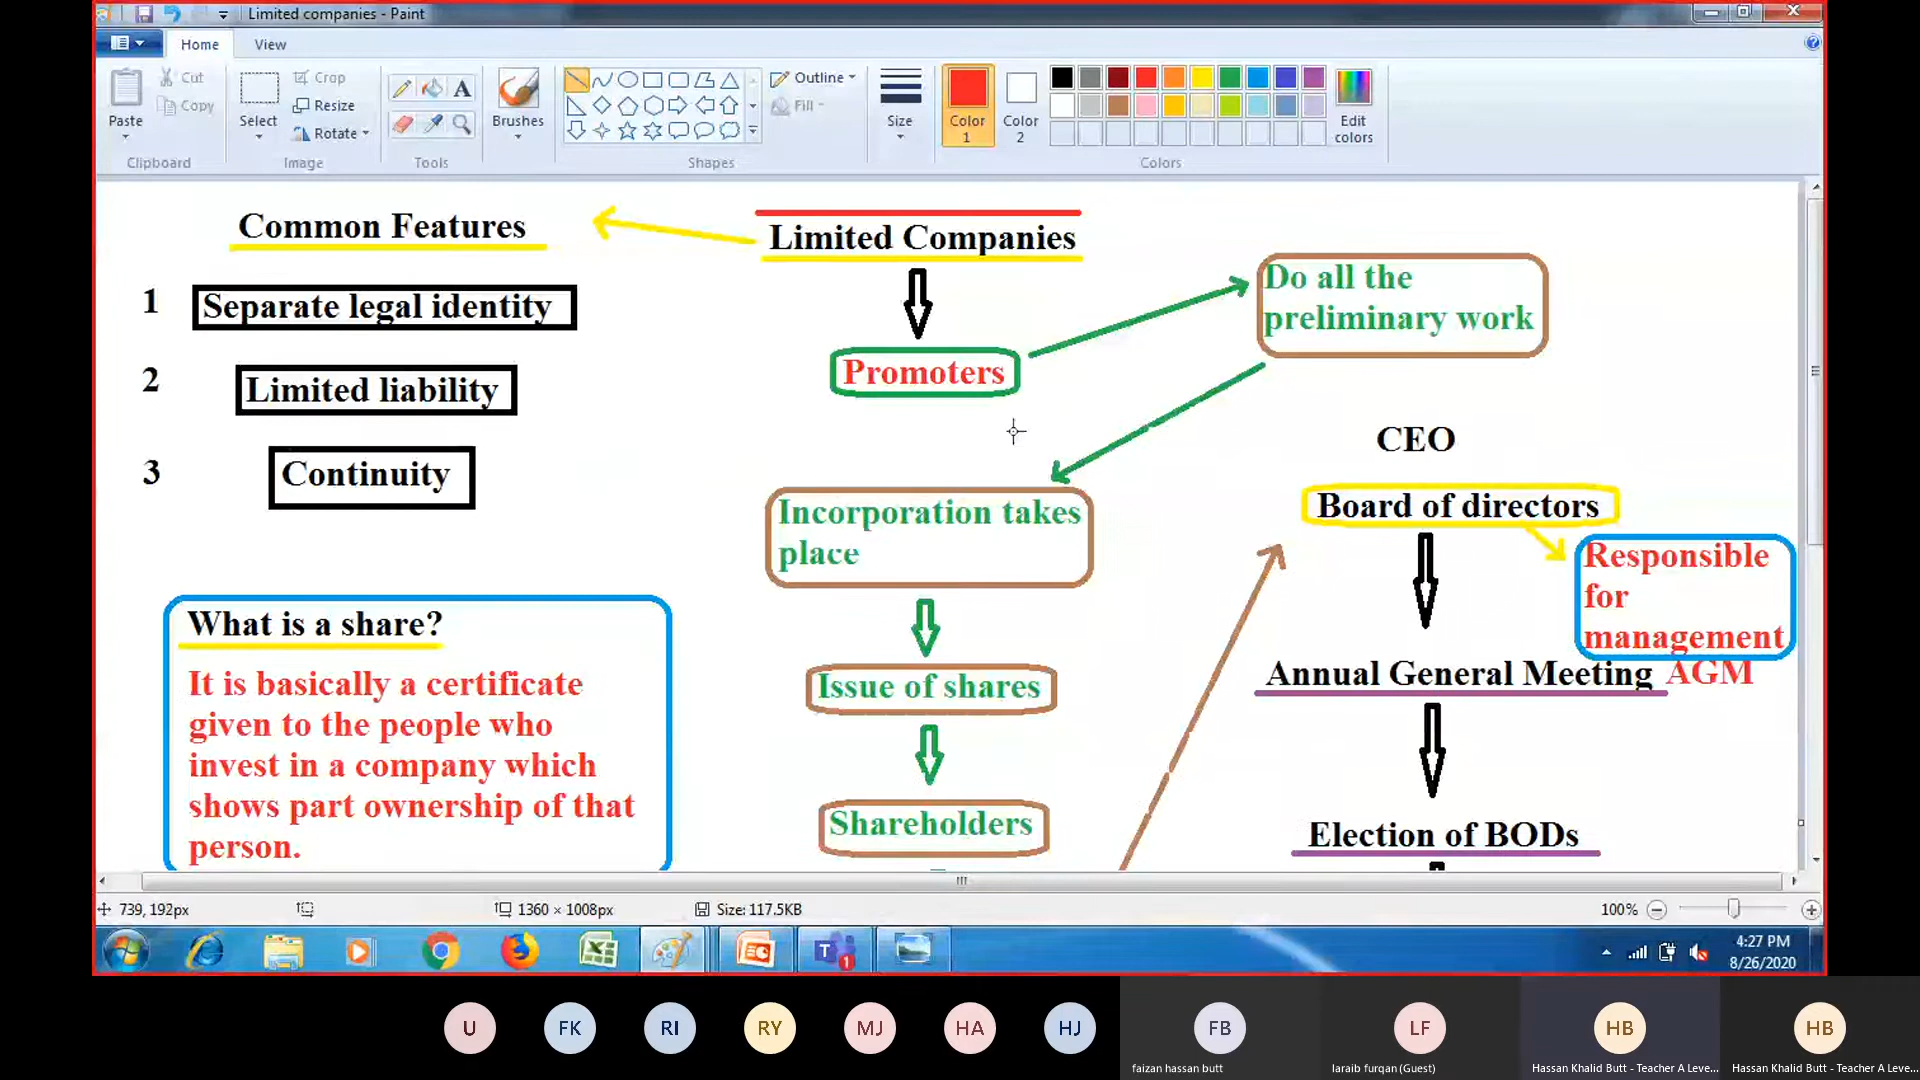 Limited companies - Paint
Home View
Paste
Cut
Copy
Clipboard
Select
Crop
Resize
Rotate
Image
A
Tools
Brushes
Outline
Fill
Shapes
Size
Color 1
Color 2
Edit colors
Colors
Common Features
1 Separate legal identity
2 Limited liability
3 Continuity
What is a share?
It is basically a certificate
given to the people who
invest in a company which
shows part ownership of that
person.
Limited Companies
Promoters
Do all the
preliminary work
Incorporation takes
place
Issue of shares
Shareholders
CEO
Board of directors
Responsible
for
management
Annual General Meeting AGM
Election of BODs
739, 192px
1360 × 1008px
Size: 117.5KB
100%
4:27 PM
8/26/2020
U FK RI RY MJ HA HJ FB LF HB HB
faizan hassan butt
laraib furqan (Guest)
Hassan Khalid Butt - Teacher A Leve...
Hassan Khalid Butt - Teacher A Leve...